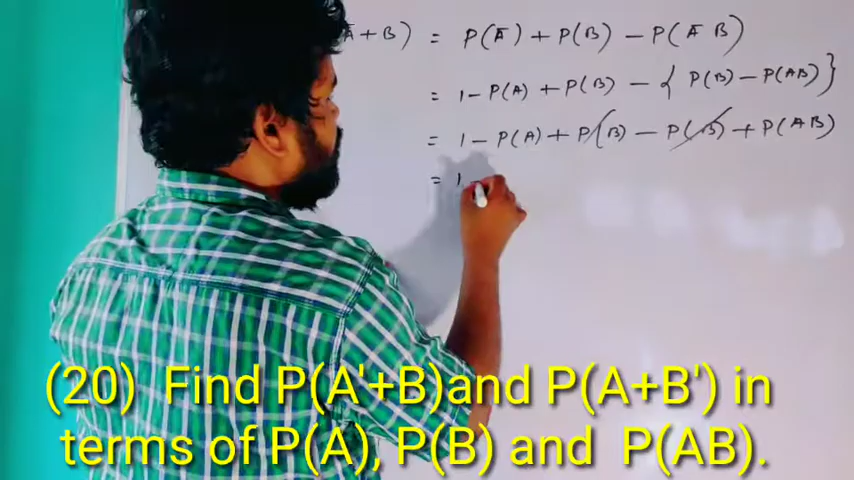 Ā + B) = P(Ā) + P(B) - P(Ā B)
= 1 - P(A) + P(B) - { P(B) - P(AB) }
= 1 - P(A) + P(B) - P(B) + P(AB)
= 1 -
(20) Find P(A'+B)and P(A+B') in
terms of P(A), P(B) and P(AB).